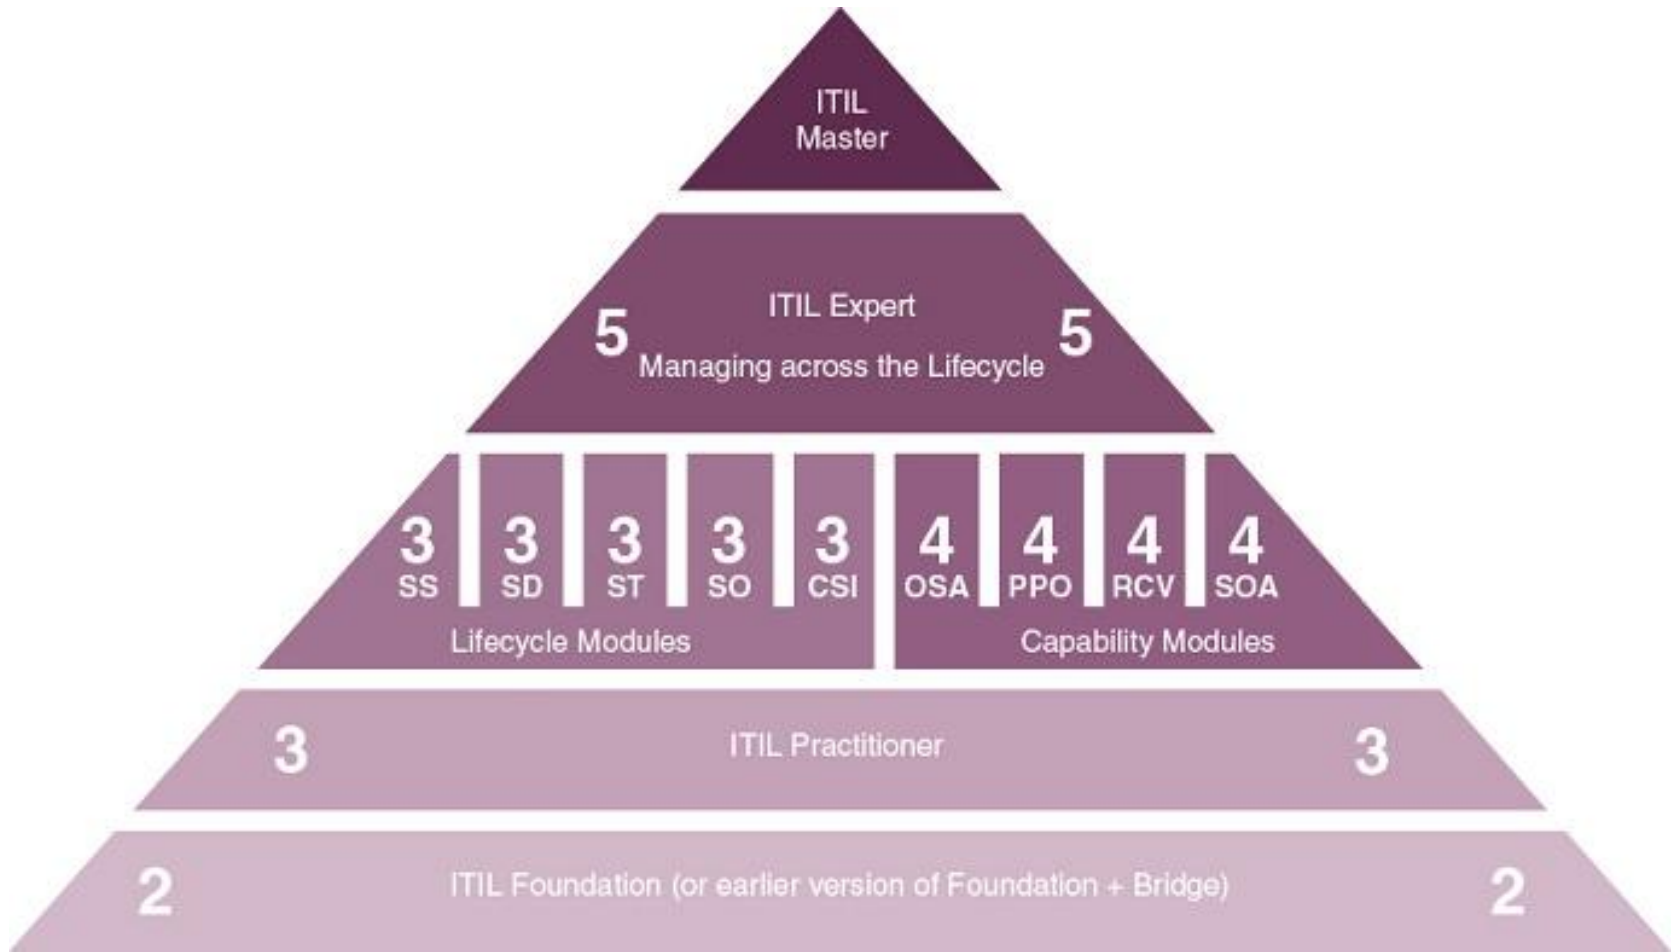 ITIL
Master
ITIL Expert
5 5
Managing across the Lifecycle
3 3 3 3 3 4 4 4 4
SS SD ST SO CSI OSA PPO RCV SOA
Lifecycle Modules Capability Modules
3 ITIL Practitioner 3
2 ITIL Foundation (or earlier version of Foundation + Bridge) 2